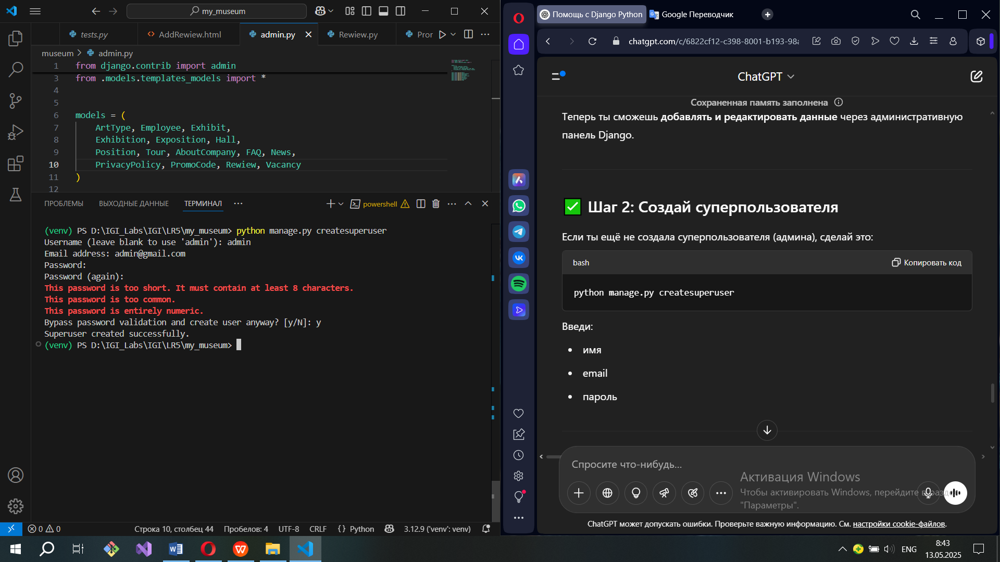 my_museum
tests.py
AddRewiew.html
admin.py
Rewiew.py
Pror
museum > admin.py
1 from django.contrib import admin
3 from .models.templates_models import *
4
5
6 models = (
7 ArtType, Employee, Exhibit,
8 Exhibition, Exposition, Hall,
9 Position, Tour, AboutCompany, FAQ, News,
10 PrivacyPolicy, PromoCode, Rewiew, Vacancy
11 )
12
ПРОБЛЕМЫ ВЫХОДНЫЕ ДАННЫЕ ТЕРМИНАЛ
powershell
(venv) PS D:\IGI_Labs\IGI\LR5\my_museum> python manage.py createsuperuser
Username (leave blank to use 'admin'): admin
Email address: admin@gmail.com
Password:
Password (again):
This password is too short. It must contain at least 8 characters.
This password is too common.
This password is entirely numeric.
Bypass password validation and create user anyway? [y/N]: y
Superuser created successfully.
(venv) PS D:\IGI_Labs\IGI\LR5\my_museum>
0 0
Строка 10, столбец 44 Пробелов: 4 UTF-8 CRLF {} Python 3.12.9 ('venv': venv)
Помощь с Django Python
Google Переводчик
chatgpt.com/c/6822cf12-c398-8001-b193-98a
ChatGPT
Сохраненная память заполнена
Теперь ты сможешь добавлять и редактировать данные через административную
панель Django.
Шаг 2: Создай суперпользователя
Если ты ещё не создала суперпользователя (админа), сделай это:
bash
Копировать код
python manage.py createsuperuser
Введи:
• имя
• email
• пароль
Спросите что-нибудь...
Активация Windows
Чтобы активировать Windows, перейдите в раздел
"Параметры".
ChatGPT может допускать ошибки. Проверьте важную информацию. См. настройки cookie-файлов.
ENG
8:43
13.05.2025